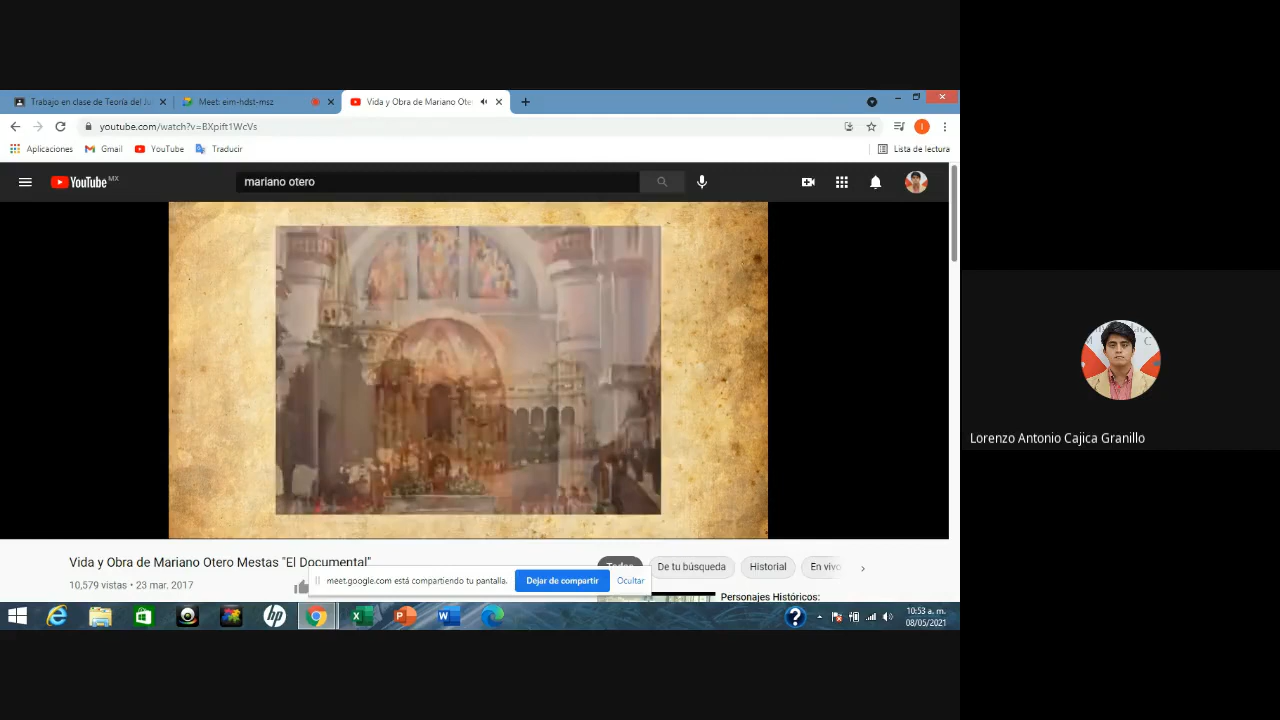 Trabajo en clase de Teoría del Ju
Meet: eim-hdst-msz
Vida y Obra de Mariano Oter
youtube.com/watch?v=BXpift1WcVs
Aplicaciones
Gmail
YouTube
Traducir
Lista de lectura
YouTube MX
mariano otero
Lorenzo Antonio Cajica Granillo
Vida y Obra de Mariano Otero Mestas "El Documental"
10,579 vistas • 23 mar. 2017
De tu búsqueda
Historial
En vivo
meet.google.com está compartiendo tu pantalla.
Dejar de compartir
Ocultar
Personajes Históricos:
10:53 a. m.
08/05/2021